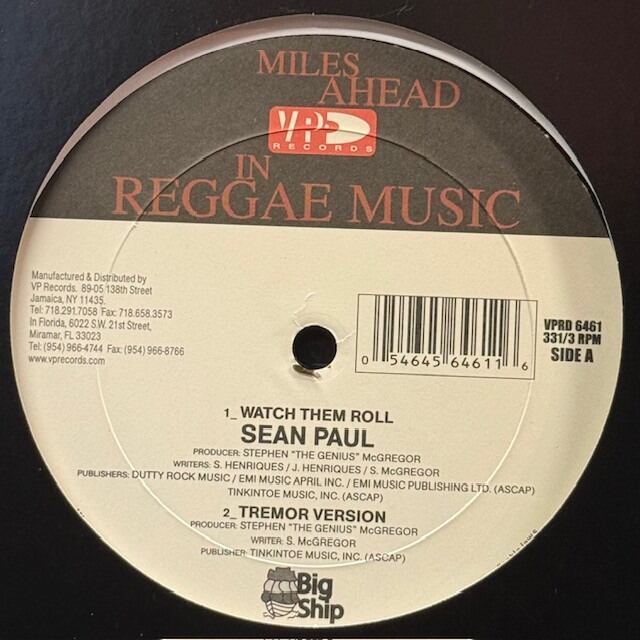 MILES
AHEAD
VP
RECORDS
IN
REGGAE MUSIC
Manufactured & Distributed by
VP Records. 89-05 138th Street
Jamaica, NY 11435.
Tel: 718.291.7058 Fax: 718.658.3573
In Florida, 6022 S.W. 21st Street,
Miramar, FL 33023
Tel: (954) 966-4744 Fax: (954) 966-8766
www.vprecords.com
0 54645 64611 6
VPRD 6461
331/3 RPM
SIDE A
1_ WATCH THEM ROLL
SEAN PAUL
PRODUCER: STEPHEN "THE GENIUS" McGREGOR
WRITERS: S. HENRIQUES / J. HENRIQUES / S. McGREGOR
PUBLISHERS: DUTTY ROCK MUSIC / EMI MUSIC APRIL INC. / EMI MUSIC PUBLISHING LTD. (ASCAP)
TINKINTOE MUSIC, INC. (ASCAP)
2_ TREMOR VERSION
PRODUCER: STEPHEN "THE GENIUS" McGREGOR
WRITER: S. McGREGOR
PUBLISHER: TINKINTOE MUSIC, INC. (ASCAP)
Big
Ship